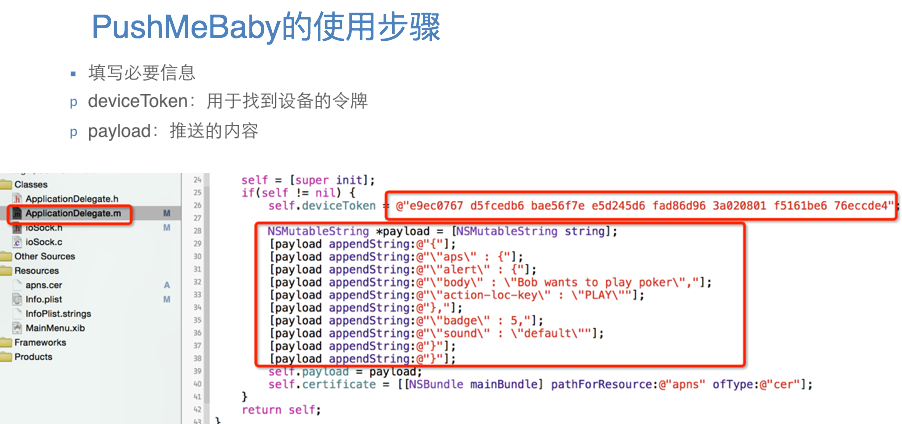 PushMeBaby的使用步骤
▪ 填写必要信息
p deviceToken：用于找到设备的令牌
p payload：推送的内容
Classes
ApplicationDelegate.h
ApplicationDelegate.m M
ioSock.h M
ioSock.c
Other Sources
Resources
apns.cer A
Info.plist M
InfoPlist.strings
MainMenu.xib
Frameworks
Products
24 self = [super init];
25 if(self != nil) {
26 self.deviceToken = @"e9ec0767 d5fcedb6 bae56f7e e5d245d6 fad86d96 3a020801 f5161be6 76eccde4";
27
28 NSMutableString *payload = [NSMutableString string];
29 [payload appendString:@"{"];
30 [payload appendString:@"\"aps\" : {"];
31 [payload appendString:@"\"alert\" : {"];
32 [payload appendString:@"\"body\" : \"Bob wants to play poker\","];
33 [payload appendString:@"\"action-loc-key\" : \"PLAY\""];
34 [payload appendString:@"},"];
35 [payload appendString:@"\"badge\" : 5,"];
36 [payload appendString:@"\"sound\" : \"default\""];
37 [payload appendString:@"}"];
38 [payload appendString:@"}"];
39 self.payload = payload;
40 self.certificate = [[NSBundle mainBundle] pathForResource:@"apns" ofType:@"cer"];
41 }
42 return self;
43 }